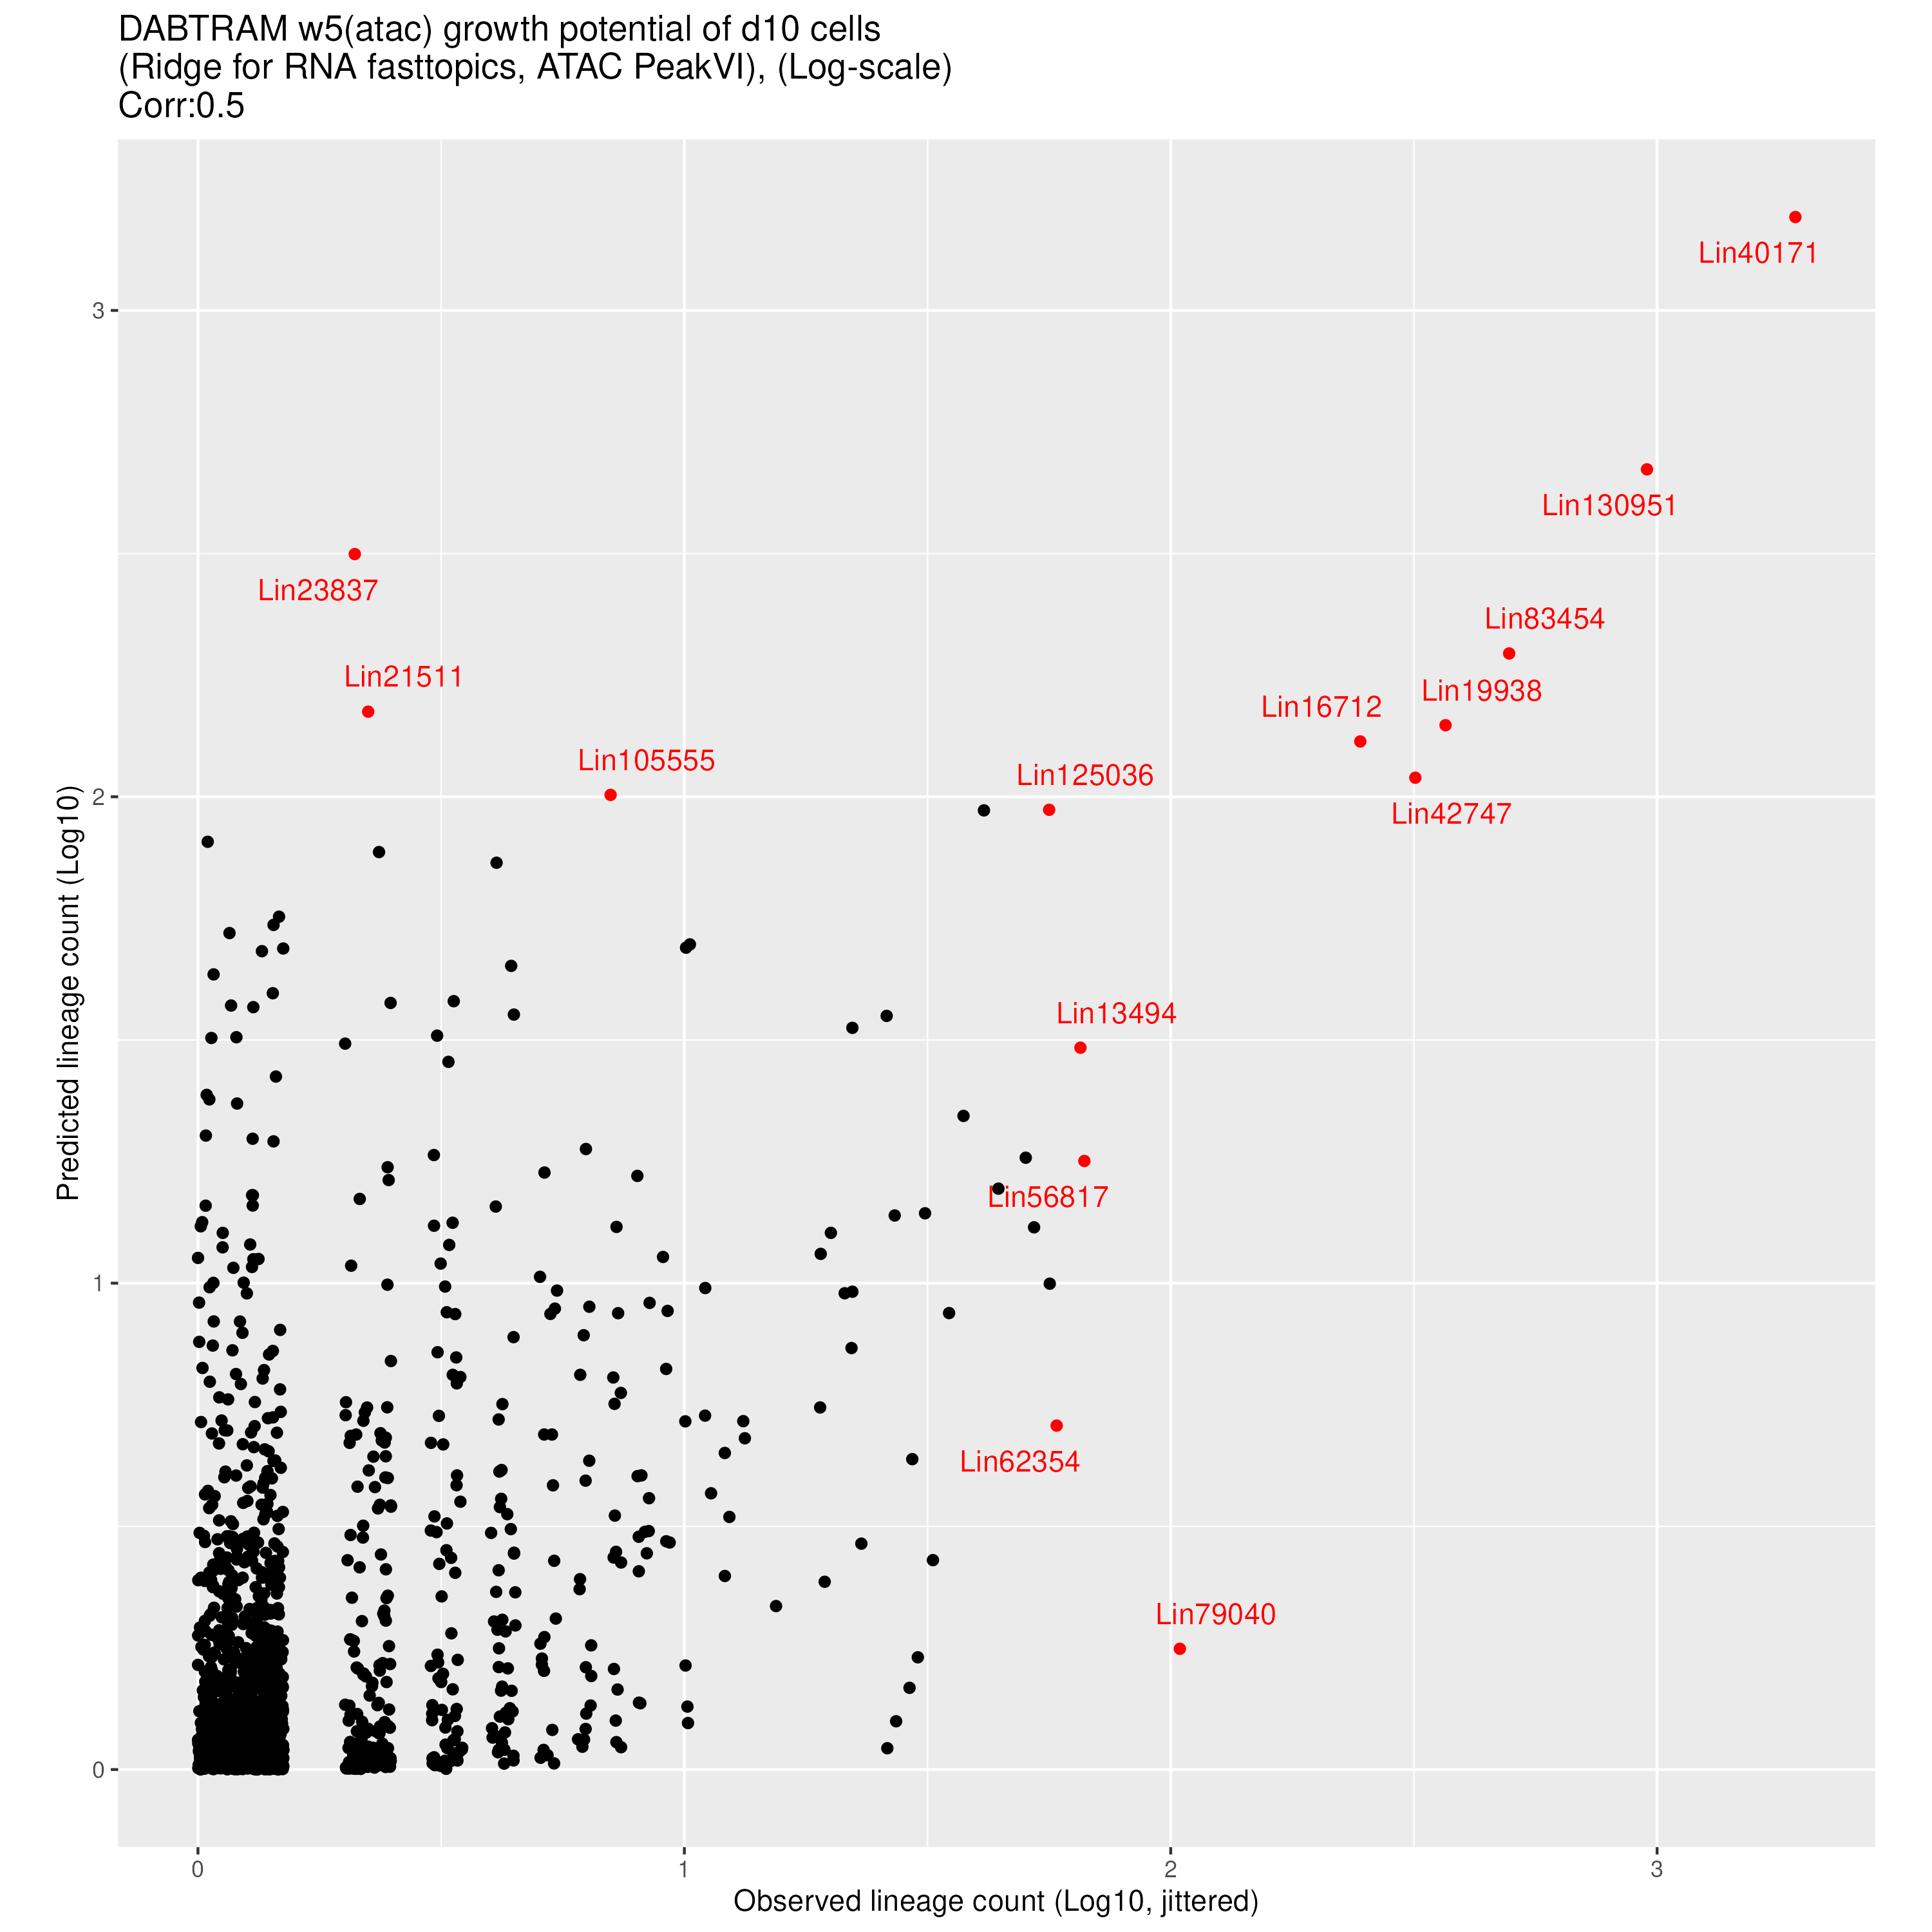 DABTRAM w5(atac) growth potential of d10 cells
(Ridge for RNA fasttopics, ATAC PeakVI), (Log-scale)
Corr:0.5
Lin40171
Lin130951
Lin23837
Lin83454
Lin21511
Lin19938
Lin16712
Lin105555
Lin125036
Lin42747
Lin13494
Lin56817
Lin62354
Lin79040
Predicted lineage count (Log10)
3
2
1
0
0
1
2
3
Observed lineage count (Log10, jittered)